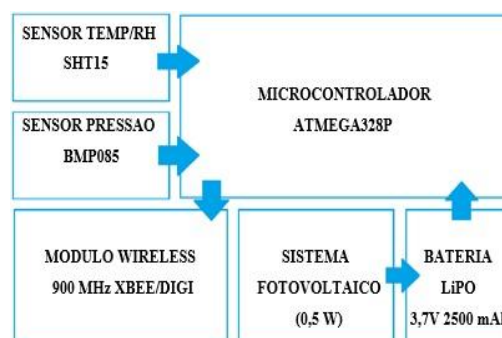 SENSOR TEMP/RH
SHT15
MICROCONTROLADOR
ATMEGA328P
SENSOR PRESSAO
BMP085
MODULO WIRELESS
900 MHz XBEE/DIGI
SISTEMA
FOTOVOLTAICO
(0,5 W)
BATERIA
LiPO
3,7V 2500 mAl